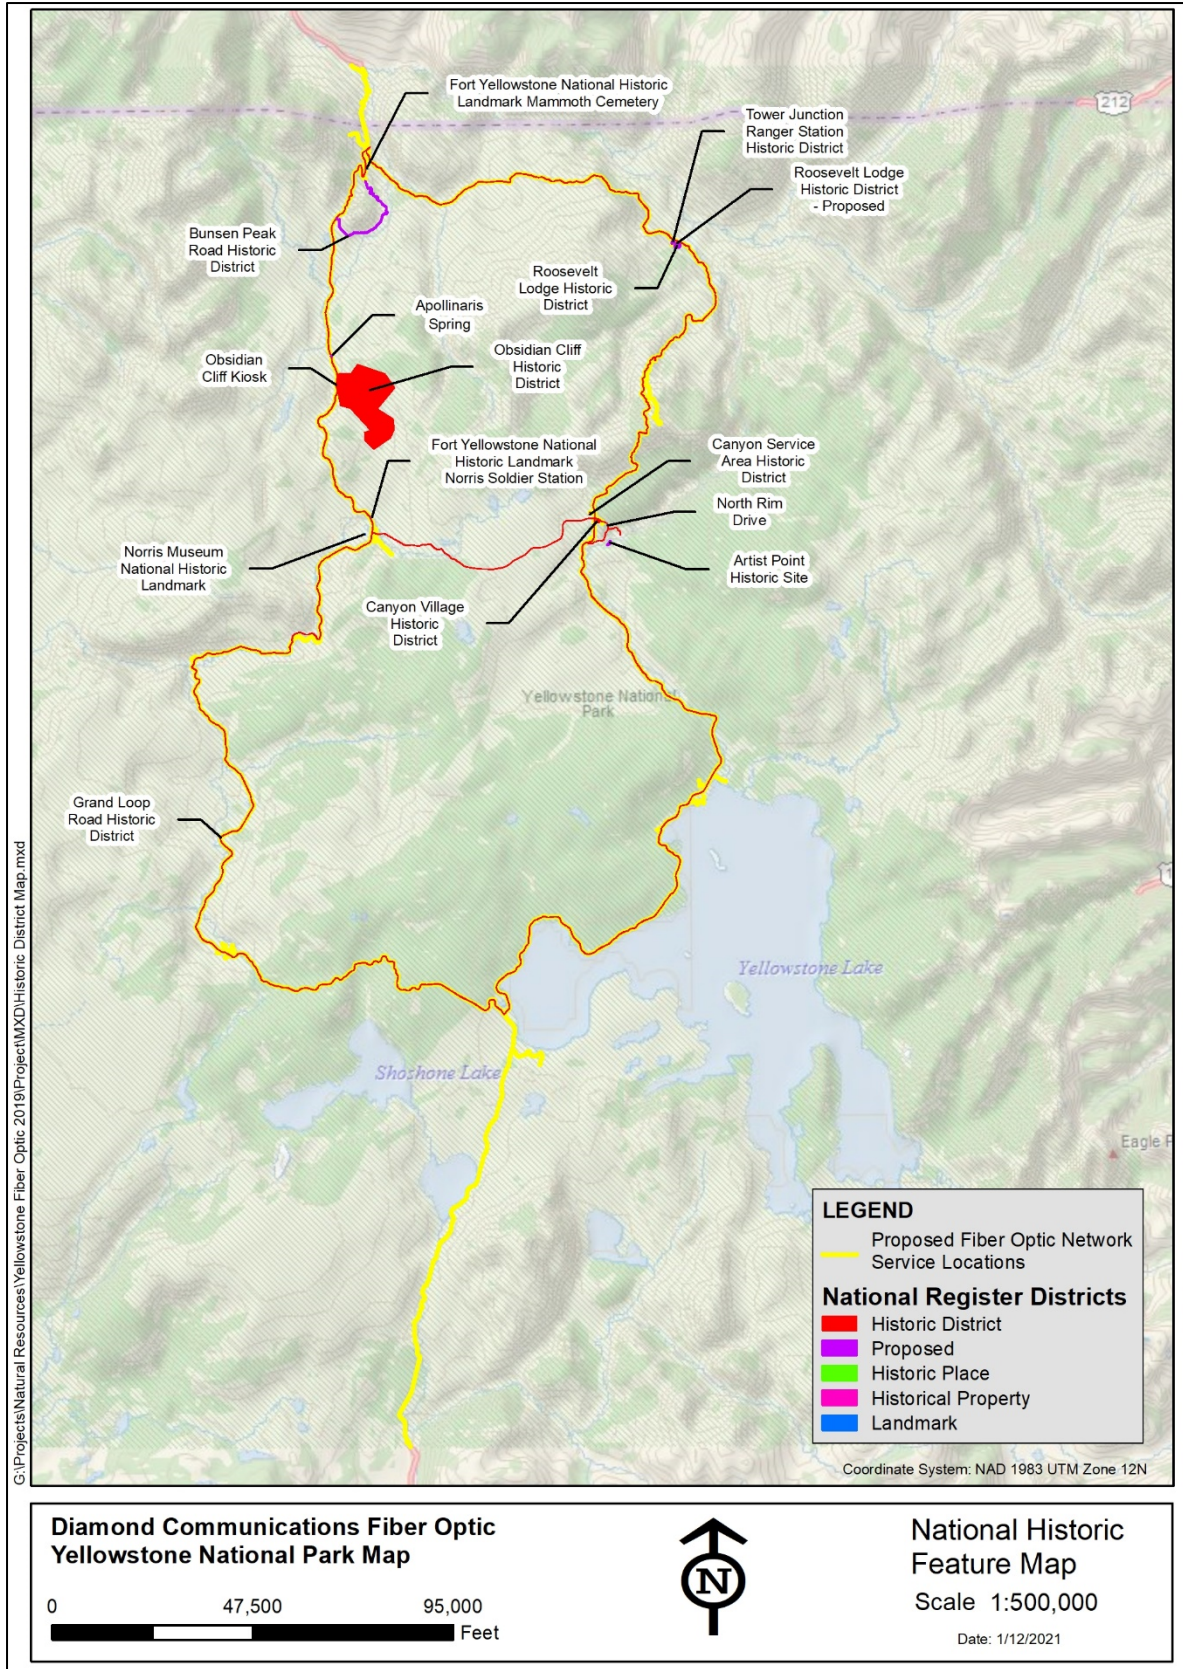 Fort Yellowstone National Historic
Landmark Mammoth Cemetery
212
Tower Junction
Ranger Station
Historic District
Roosevelt Lodge
Historic District
- Proposed
Bunsen Peak
Road Historic
District
Roosevelt
Lodge Historic
District
Apollinaris
Spring
Obsidian
Cliff Kiosk
Obsidian Cliff
Historic
District
Fort Yellowstone National
Historic Landmark
Norris Soldier Station
Canyon Service
Area Historic
District
North Rim
Drive
Norris Museum
National Historic
Landmark
Artist Point
Historic Site
Canyon Village
Historic
District
Yellowstone National
Park
Grand Loop
Road Historic
District
Yellowstone Lake
Shoshone Lake
Eagle P
LEGEND
Proposed Fiber Optic Network
Service Locations
National Register Districts
Historic District
Proposed
Historic Place
Historical Property
Landmark
Coordinate System: NAD 1983 UTM Zone 12N
G:\Projects\Natural Resources\Yellowstone Fiber Optic 2019\Project\MXD\Historic District Map.mxd
Diamond Communications Fiber Optic
Yellowstone National Park Map
0 47,500 95,000
Feet
N
National Historic
Feature Map
Scale 1:500,000
Date: 1/12/2021